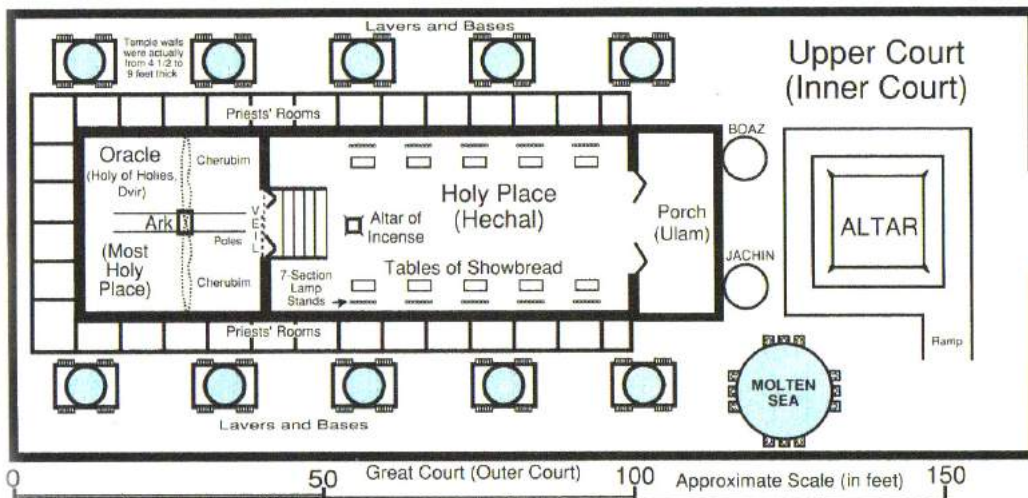 Lavers and Bases
Temple walls
were actually
from 4 1/2 to
9 feet thick
Upper Court
(Inner Court)
Priests' Rooms
BOAZ
Oracle
(Holy of Holies,
Dvir)
Cherubim
Ark
Poles
(Most
Holy
Place)
Cherubim
VEIL
Altar of
Incense
Holy Place
(Hechal)
Porch
(Ulam)
ALTAR
JACHIN
7-Section
Lamp
Stands
Tables of Showbread
Priests' Rooms
Ramp
MOLTEN
SEA
Lavers and Bases
0
50
Great Court (Outer Court)
100
Approximate Scale (in feet)
150